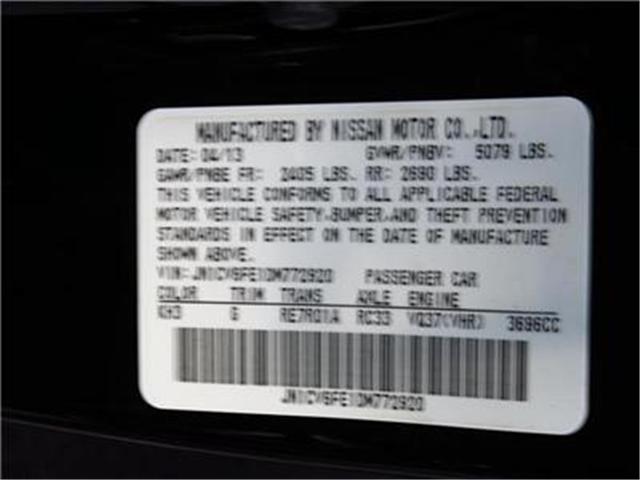 MANUFACTURED BY NISSAN MOTOR CO.,LTD.
DATE: 04/13 GVWR/PNBV: 5079 LBS.
GAWR/PNBE FR: 2405 LBS. RR: 2690 LBS.
THIS VEHICLE CONFORMS TO ALL APPLICABLE FEDERAL
MOTOR VEHICLE SAFETY,BUMPER,AND THEFT PREVENTION
STANDARDS IN EFFECT ON THE DATE OF MANUFACTURE
SHOWN ABOVE.
VIN: JN1CV6FE1DM772920 PASSENGER CAR
COLOR TRIM TRANS AXLE ENGINE
KH3 G RE7R01A RC33 VQ37(VHR) 3696CC
JN1CV6FE1DM772920